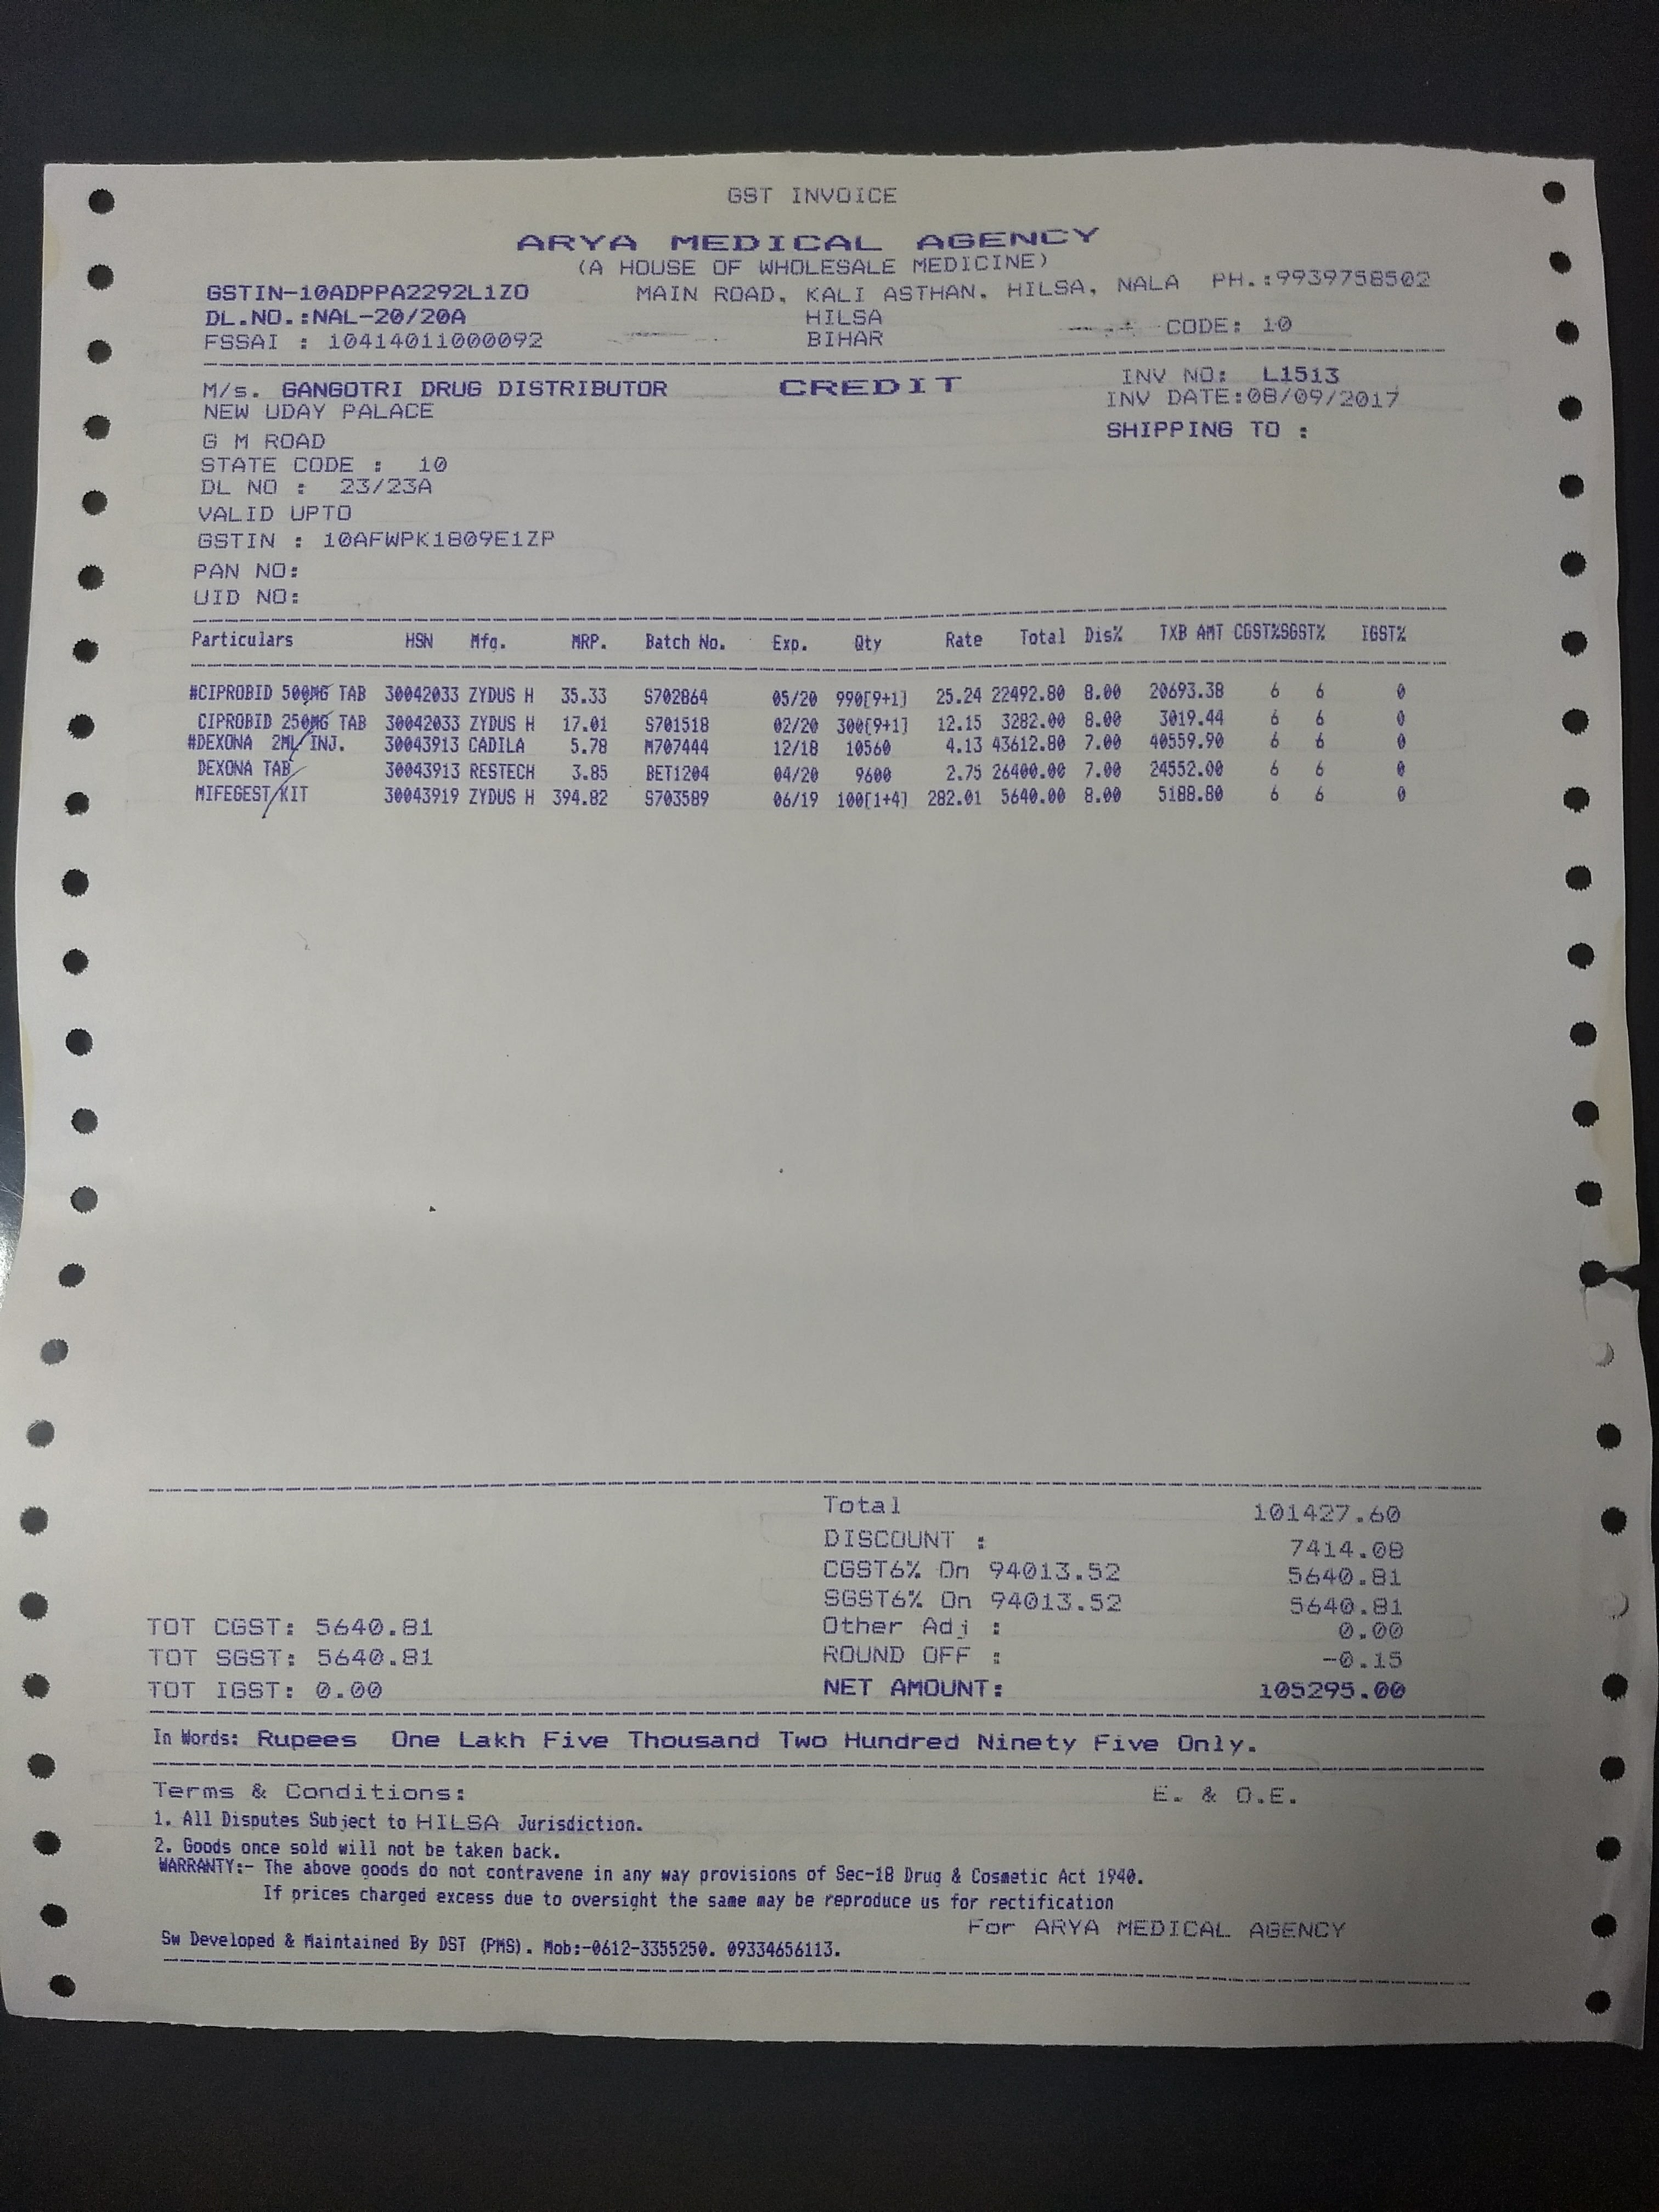 GST INVOICE
ARYA MEDICAL AGENCY
(A HOUSE OF WHOLESALE MEDICINE)
GSTIN-10ADPPA2292L1ZO MAIN ROAD, KALI ASTHAN, HILSA, NALA PH.:9939758502
DL.NO.:NAL-20/20A HILSA
FSSAI : 10414011000092 BIHAR CODE: 10
M/s. GANGOTRI DRUG DISTRIBUTOR CREDIT INV NO: L1513
NEW UDAY PALACE INV DATE:08/09/2017
G M ROAD SHIPPING TO :
STATE CODE : 10
DL NO : 23/23A
VALID UPTO
GSTIN : 10AFWPK1809E1ZP
PAN NO:
UID NO:
Particulars HSN Mfg. MRP. Batch No. Exp. Qty Rate Total Dis% TXB AMT CGST%SGST% IGST%
#CIPROBID 500MG TAB 30042033 ZYDUS H 35.33 S702864 05/20 990[9+1] 25.24 22492.80 8.00 20693.38 6 6 0
CIPROBID 250MG TAB 30042033 ZYDUS H 17.01 S701518 02/20 300[9+1] 12.15 3282.00 8.00 3019.44 6 6 0
#DEXONA 2ML INJ. 30043913 CADILA 5.78 M707444 12/18 10560 4.13 43612.80 7.00 40559.90 6 6 0
DEXONA TAB 30043913 RESTECH 3.85 BET1204 04/20 9600 2.75 26400.00 7.00 24552.00 6 6 0
MIFEGEST KIT 30043919 ZYDUS H 394.82 S703589 06/19 100[1+4] 282.01 5640.00 8.00 5188.80 6 6 0
Total 101427.60
DISCOUNT : 7414.08
CGST6% On 94013.52 5640.81
SGST6% On 94013.52 5640.81
TOT CGST: 5640.81 Other Adj : 0.00
TOT SGST: 5640.81 ROUND OFF : -0.15
TOT IGST: 0.00 NET AMOUNT: 105295.00
In Words: Rupees One Lakh Five Thousand Two Hundred Ninety Five Only.
Terms & Conditions: E. & O.E.
1. All Disputes Subject to HILSA Jurisdiction.
2. Goods once sold will not be taken back.
WARRANTY:- The above goods do not contravene in any way provisions of Sec-18 Drug & Cosmetic Act 1940.
If prices charged excess due to oversight the same may be reproduce us for rectification
For ARYA MEDICAL AGENCY
Sw Developed & Maintained By DST (PMS). Mob:-0612-3355250. 09334656113.